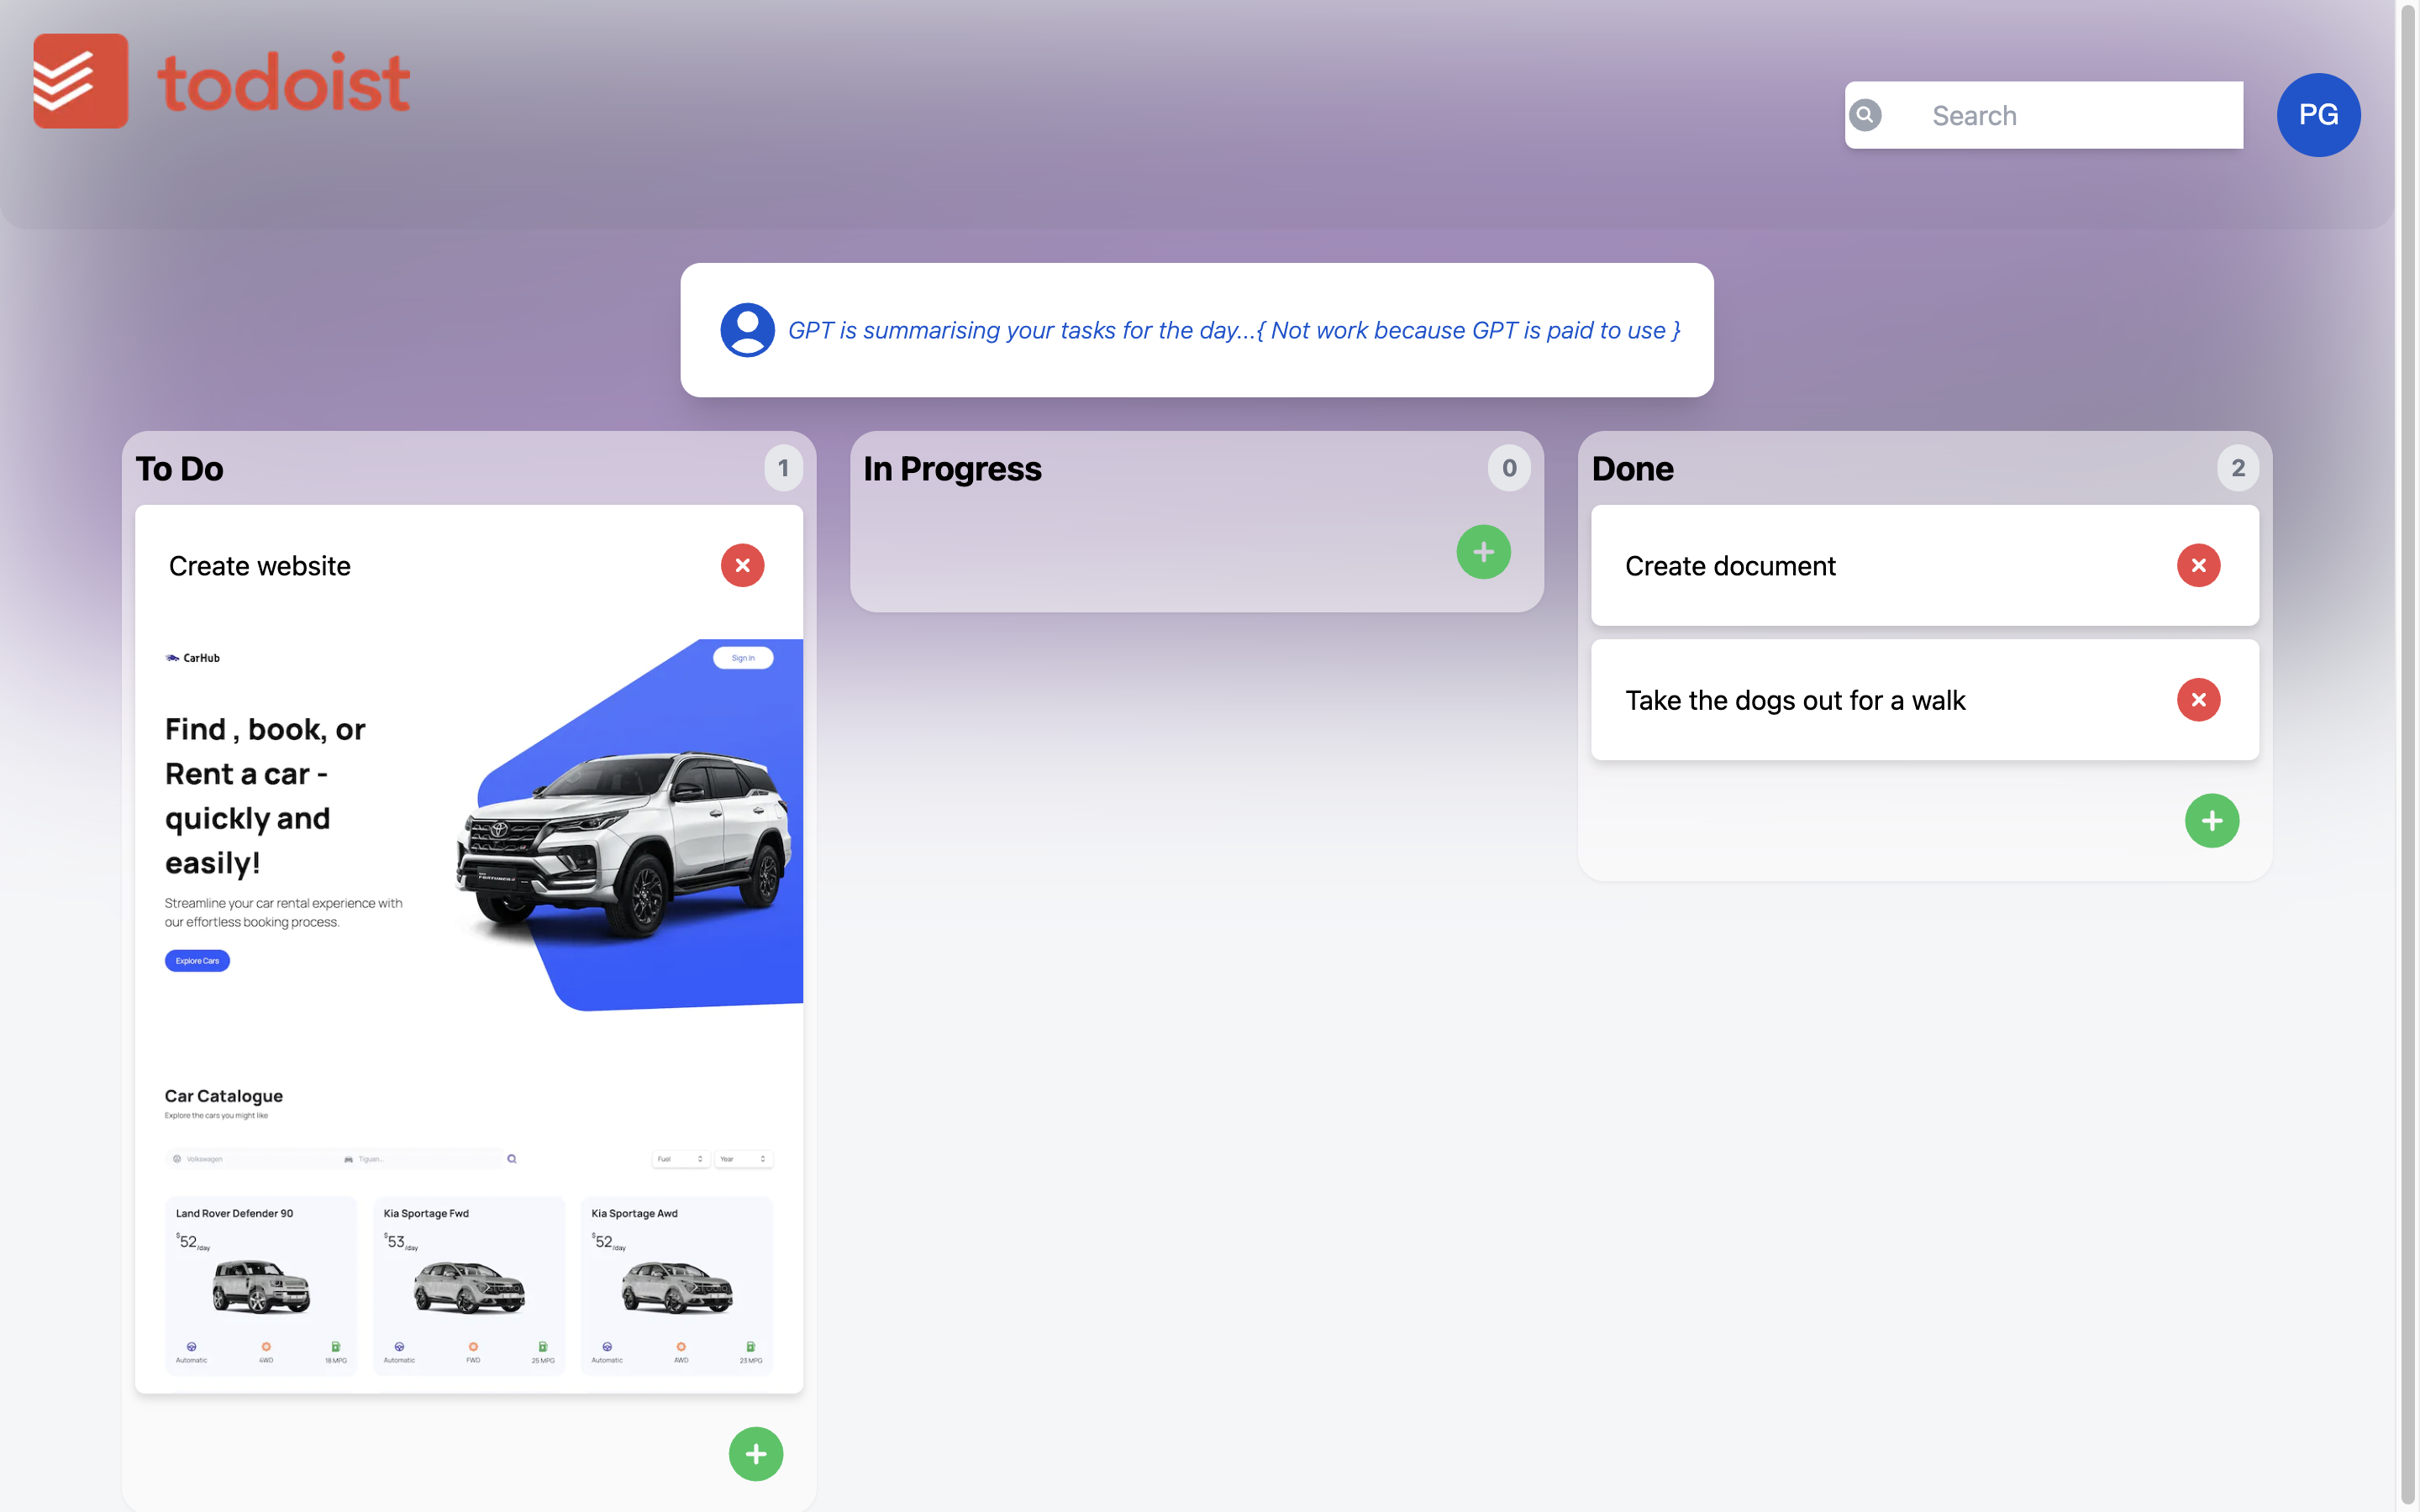 todoist
Search
PG
GPT is summarising your tasks for the day...{ Not work because GPT is paid to use }
To Do
1
Create website
CarHub
Sign in
Find , book, or
Rent a car -
quickly and
easily!
Streamline your car rental experience with
our effortless booking process.
Explore Cars
Car Catalogue
Explore the cars you might like
Volkswagen
Tiguan...
Fuel
Year
Land Rover Defender 90
$52/day
Automatic
4WD
18 MPG
Kia Sportage Fwd
$53/day
Automatic
FWD
25 MPG
Kia Sportage Awd
$52/day
Automatic
AWD
23 MPG
In Progress
0
Done
2
Create document
Take the dogs out for a walk